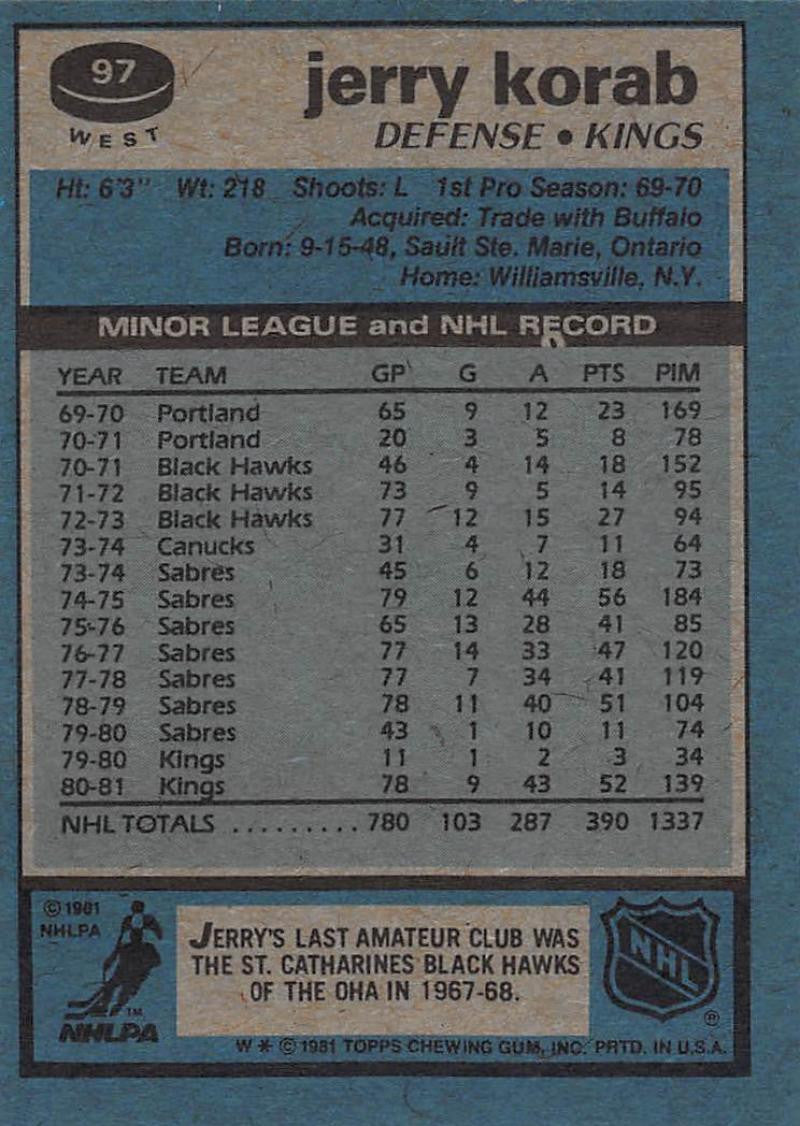 97
WEST
jerry korab
DEFENSE • KINGS
Ht: 6'3" Wt: 218 Shoots: L 1st Pro Season: 69-70
Acquired: Trade with Buffalo
Born: 9-15-48, Sault Ste. Marie, Ontario
Home: Williamsville, N.Y.
MINOR LEAGUE and NHL RECORD
YEAR TEAM GP G A PTS PIM
69-70 Portland 65 9 12 23 169
70-71 Portland 20 3 5 8 78
70-71 Black Hawks 46 4 14 18 152
71-72 Black Hawks 73 9 5 14 95
72-73 Black Hawks 77 12 15 27 94
73-74 Canucks 31 4 7 11 64
73-74 Sabres 45 6 12 18 73
74-75 Sabres 79 12 44 56 184
75-76 Sabres 65 13 28 41 85
76-77 Sabres 77 14 33 47 120
77-78 Sabres 77 7 34 41 119
78-79 Sabres 78 11 40 51 104
79-80 Sabres 43 1 10 11 74
79-80 Kings 11 1 2 3 34
80-81 Kings 78 9 43 52 139
NHL TOTALS .......... 780 103 287 390 1337
© 1981
NHLPA
JERRY'S LAST AMATEUR CLUB WAS
THE ST. CATHARINES BLACK HAWKS
OF THE OHA IN 1967-68.
TM
NHLPA
NHL
®
W * © 1981 TOPPS CHEWING GUM, INC. PRTD. IN U.S.A.